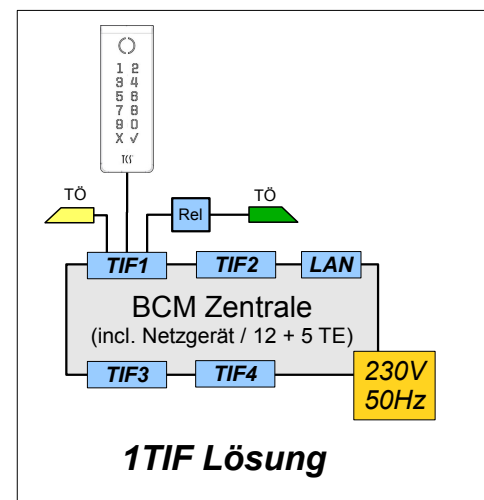 1 2
3 4
5 6
7 8
9 0
X ✓
TCS
TÖ
Rel
TÖ
TIF1
TIF2
LAN
BCM Zentrale
(incl. Netzgerät / 12 + 5 TE)
TIF3
TIF4
230V
50Hz
1TIF Lösung